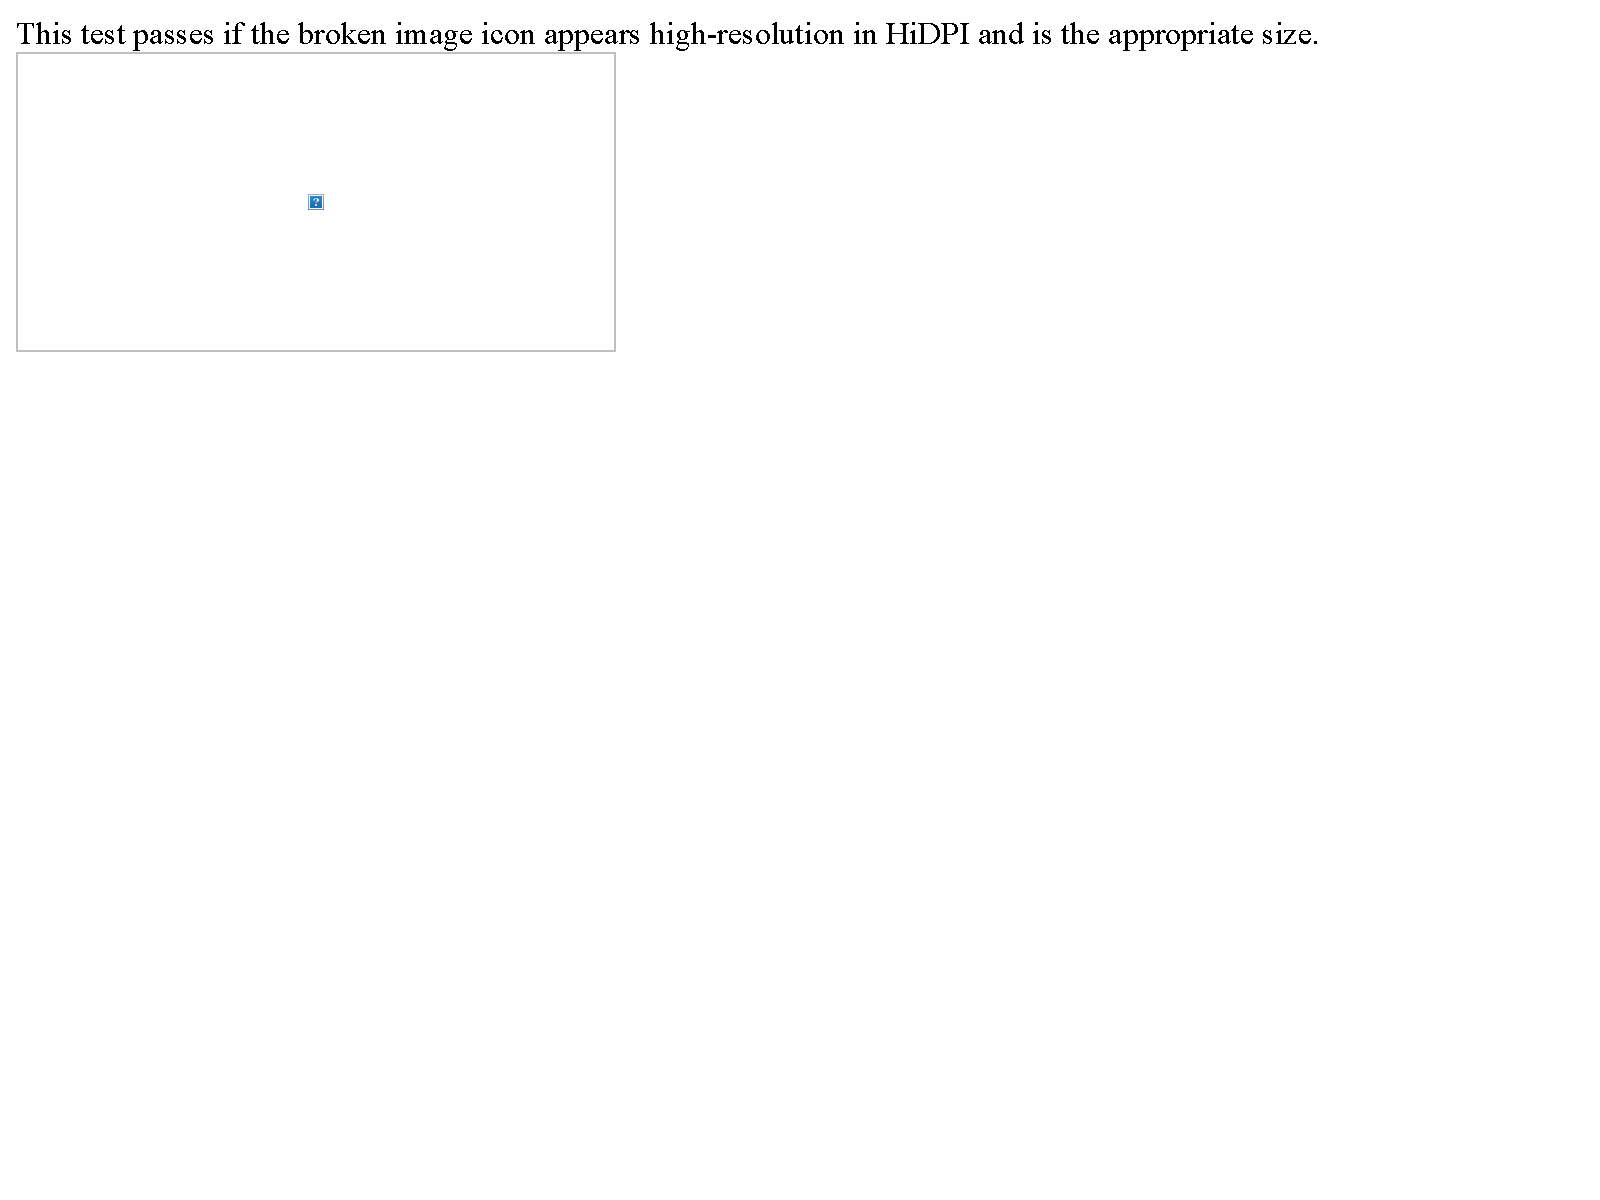 This test passes if the broken image icon appears high-resolution in HiDPI and is the appropriate size.
?